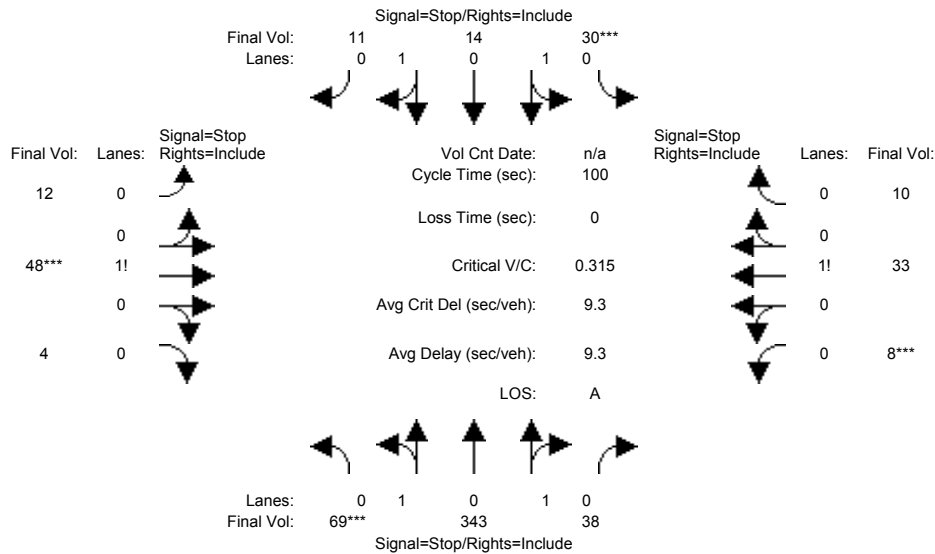 Signal=Stop/Rights=Include
Final Vol: 11 14 30***
Lanes: 0 1 0 1 0
Signal=Stop
Final Vol: Lanes: Rights=Include
Vol Cnt Date: n/a
Signal=Stop
Rights=Include Lanes: Final Vol:
Cycle Time (sec): 100
12 0
0 10
Loss Time (sec): 0
0
0
48*** 1!
Critical V/C: 0.315
1! 33
0
Avg Crit Del (sec/veh): 9.3
0
4 0
Avg Delay (sec/veh): 9.3
0 8***
LOS: A
Lanes: 0 1 0 1 0
Final Vol: 69*** 343 38
Signal=Stop/Rights=Include